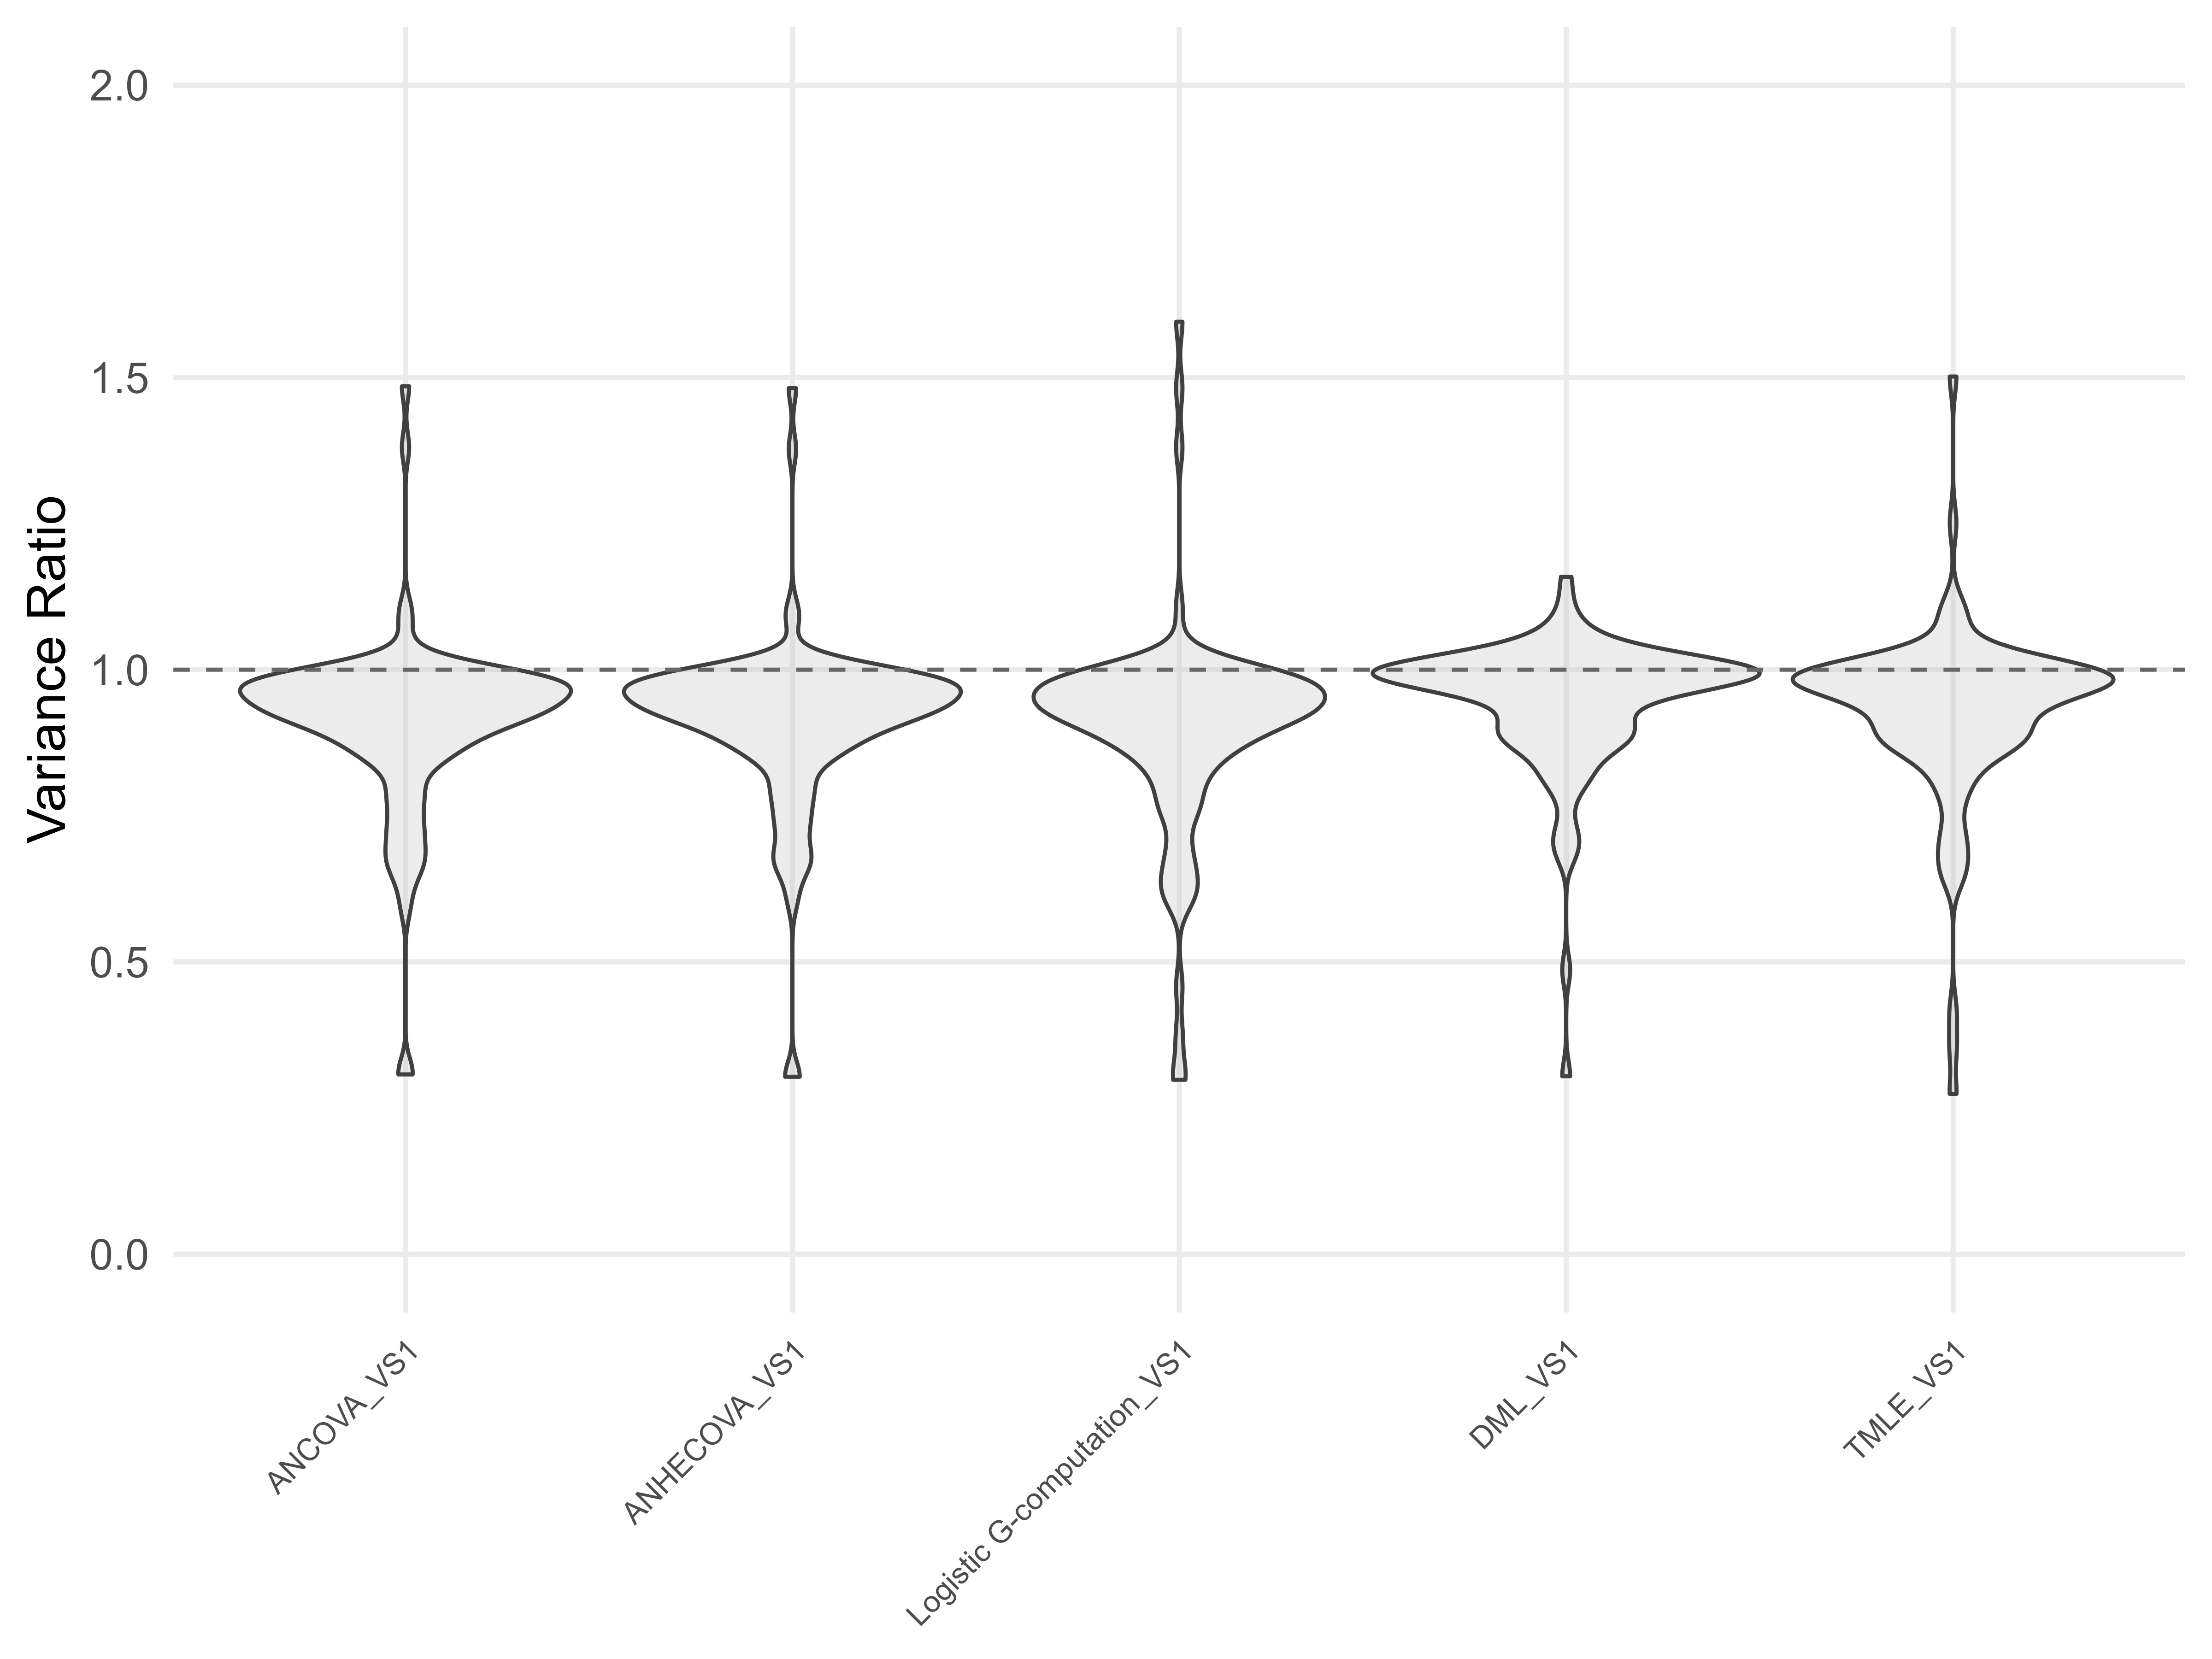 Variance Ratio
2.0
1.5
1.0
0.5
0.0
ANCOVA_VS1
ANHECOVA_VS1
Logistic G-computation_VS1
DML_VS1
TMLE_VS1